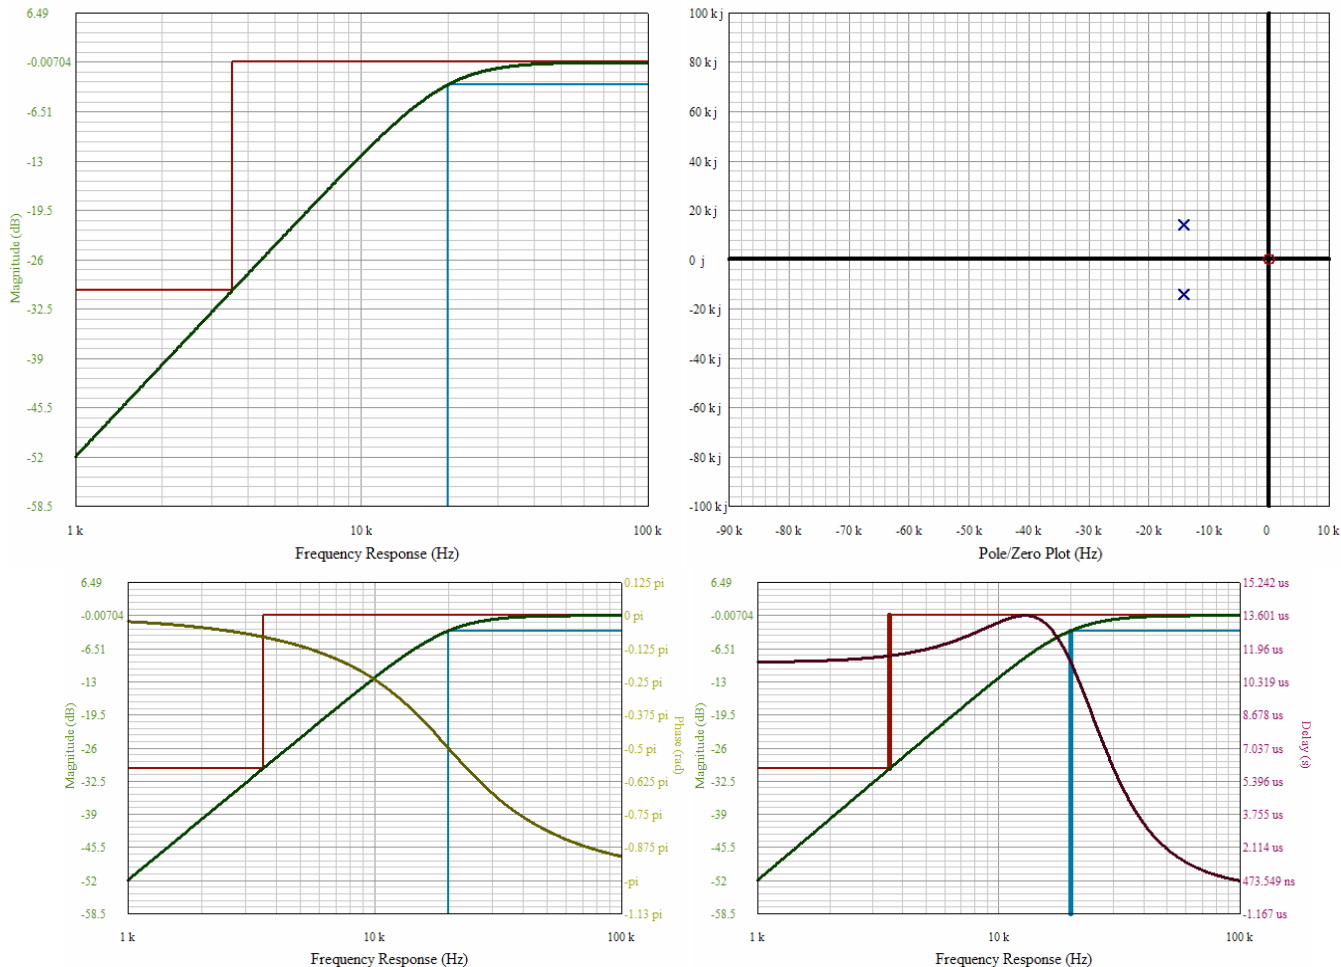 6.49
-0.00704
-6.51
-13
-19.5
-26
-32.5
-39
-45.5
-52
-58.5
Magnitude (dB)
1 k
10 k
100 k
Frequency Response (Hz)
100 k j
80 k j
60 k j
40 k j
20 k j
0 j
-20 k j
-40 k j
-60 k j
-80 k j
-100 k j
-90 k
-80 k
-70 k
-60 k
-50 k
-40 k
-30 k
-20 k
-10 k
0
10 k
Pole/Zero Plot (Hz)
6.49
-0.00704
-6.51
-13
-19.5
-26
-32.5
-39
-45.5
-52
-58.5
Magnitude (dB)
0.125 pi
0 pi
-0.125 pi
-0.25 pi
-0.375 pi
-0.5 pi
-0.625 pi
-0.75 pi
-0.875 pi
-pi
-1.13 pi
Phase (rad)
1 k
10 k
100 k
Frequency Response (Hz)
6.49
-0.00704
-6.51
-13
-19.5
-26
-32.5
-39
-45.5
-52
-58.5
Magnitude (dB)
15.242 us
13.601 us
11.96 us
10.319 us
8.678 us
7.037 us
5.396 us
3.755 us
2.114 us
473.549 ns
-1.167 us
Delay (s)
1 k
10 k
100 k
Frequency Response (Hz)